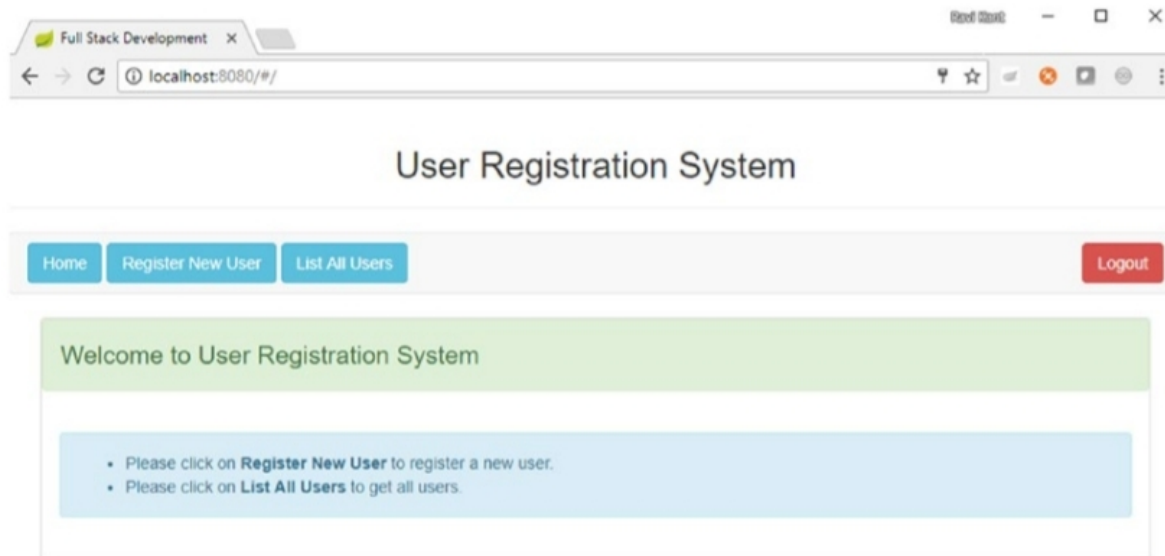 Full Stack Development
localhost:8080/#/
User Registration System
Home Register New User List All Users Logout
Welcome to User Registration System
• Please click on Register New User to register a new user.
• Please click on List All Users to get all users.